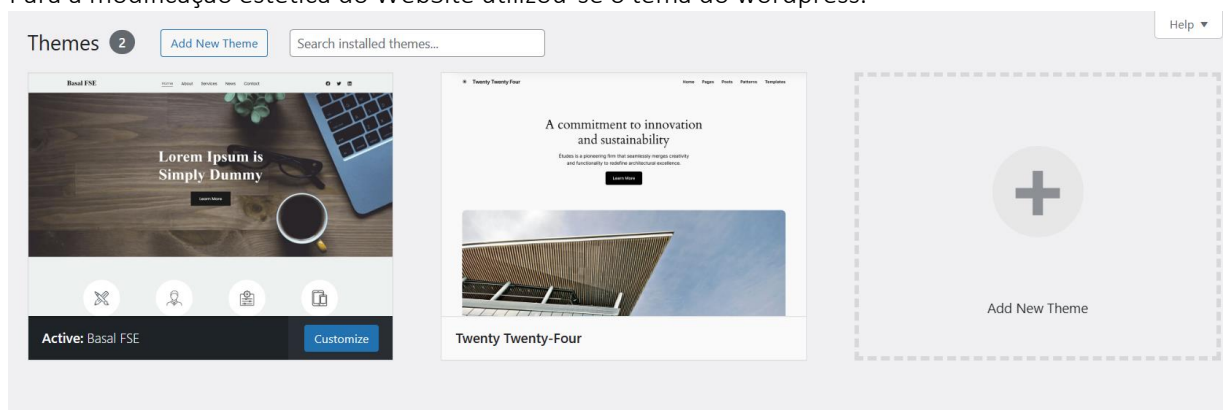 Para a modificação estética do WebSite utilizou-se o tema do wordpress.
Help ▼
Themes 2 Add New Theme Search installed themes...
Basal FSE Home About Services News Contact
Lorem Ipsum is
Simply Dummy
Learn More
Active: Basal FSE Customize
Twenty Twenty-Four Home Pages Posts Patterns Templates
A commitment to innovation
and sustainability
Études is a pioneering firm that seamlessly merges creativity
and functionality to redefine architectural excellence.
Learn More
Twenty Twenty-Four
Add New Theme